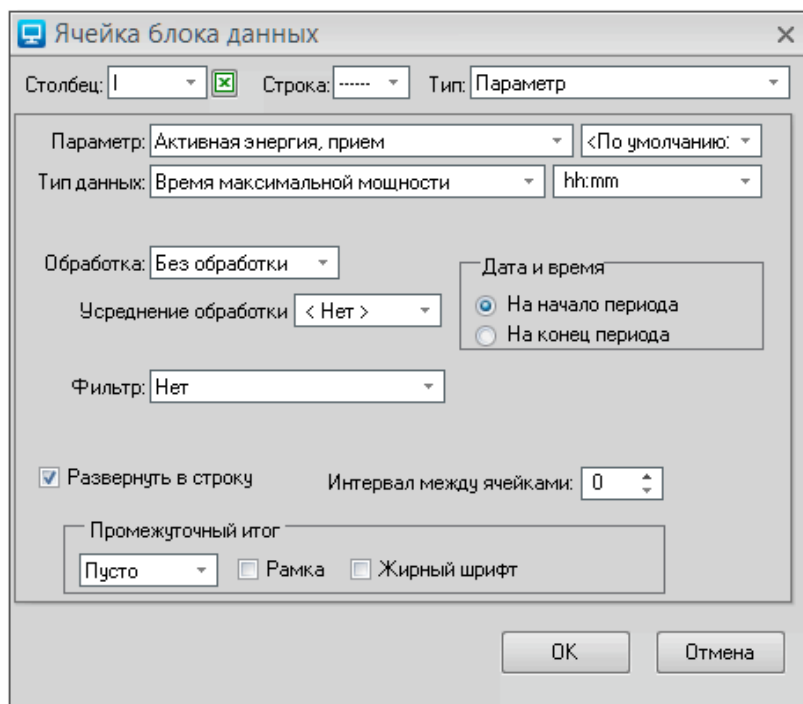 Ячейка блока данных
Столбец: I Строка: ------ Тип: Параметр
Параметр: Активная энергия, прием <По умолчанию:
Тип данных: Время максимальной мощности hh:mm
Обработка: Без обработки
Дата и время
Усреднение обработки < Нет >
На начало периода
На конец периода
Фильтр: Нет
Развернуть в строку Интервал между ячейками: 0
Промежуточный итог
Пусто Рамка Жирный шрифт
OK Отмена